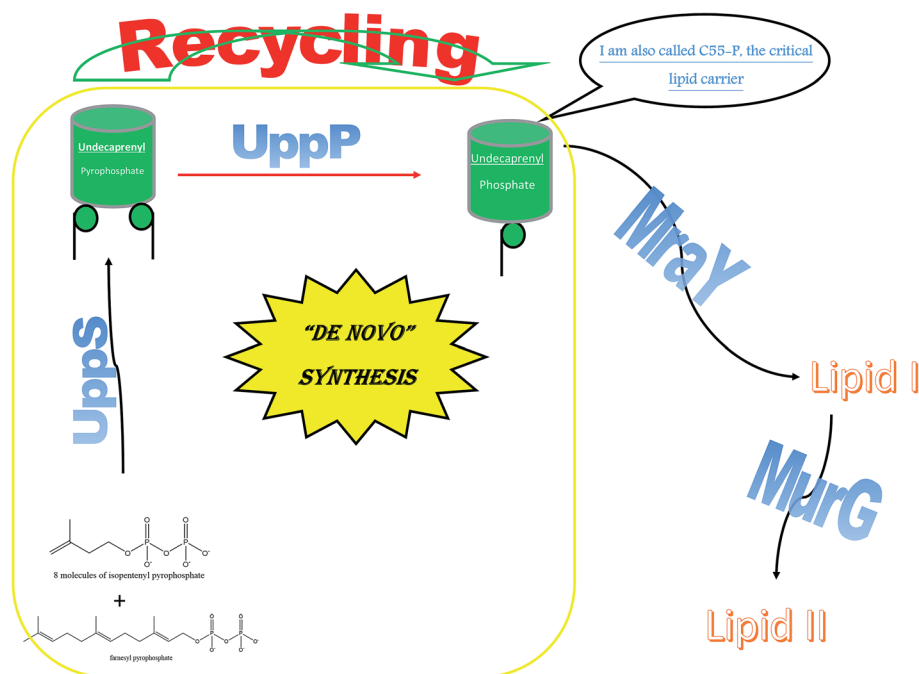 Recycling
I am also called C55-P, the critical
lipid carrier
Undecaprenyl
Pyrophosphate
UppP
Undecaprenyl
Phosphate
MraY
UppS
"DE NOVO"
SYNTHESIS
Lipid I
MurG
O
O
P
P
O
O
O-
O-
O-
8 molecules of isopentenyl pyrophosphate
+
O
O
O
P
O
P
O-
O-
O-
farnesyl pyrophosphate
Lipid II